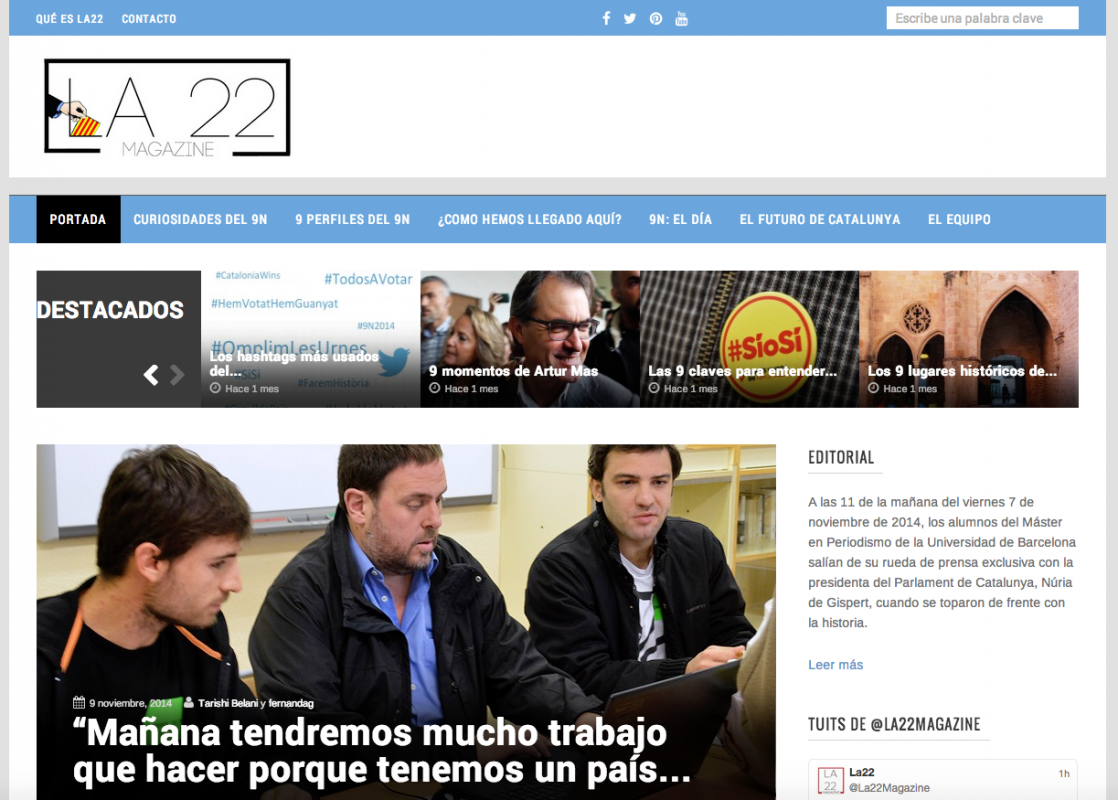 QUÉ ES LA22 CONTACTO
You
Tube
Escribe una palabra clave
LA 22
MAGAZINE
PORTADA CURIOSIDADES DEL 9N 9 PERFILES DEL 9N ¿COMO HEMOS LLEGADO AQUÍ? 9N: EL DÍA EL FUTURO DE CATALUNYA EL EQUIPO
DESTACADOS
#CataloniaWins
#TodosAVotar
#HemVotatHemGuanyat
#9N2014
#OmplimLesUrnes
#SiSi
#FaremHistòria
Los hashtags más usados
del...
Hace 1 mes
9 momentos de Artur Mas
Hace 1 mes
#SíoSí
Las 9 claves para entender...
Hace 1 mes
Los 9 lugares históricos de...
Hace 1 mes
9 noviembre, 2014 Tarishi Belani y fernandag
“Mañana tendremos mucho trabajo
que hacer porque tenemos un país...
EDITORIAL
A las 11 de la mañana del viernes 7 de
noviembre de 2014, los alumnos del Máster
en Periodismo de la Universidad de Barcelona
salían de su rueda de prensa exclusiva con la
presidenta del Parlament de Catalunya, Núria
de Gispert, cuando se toparon de frente con
la historia.
Leer más
TUITS DE @LA22MAGAZINE
LA
22
MAGAZINE
La22 1h
@La22Magazine